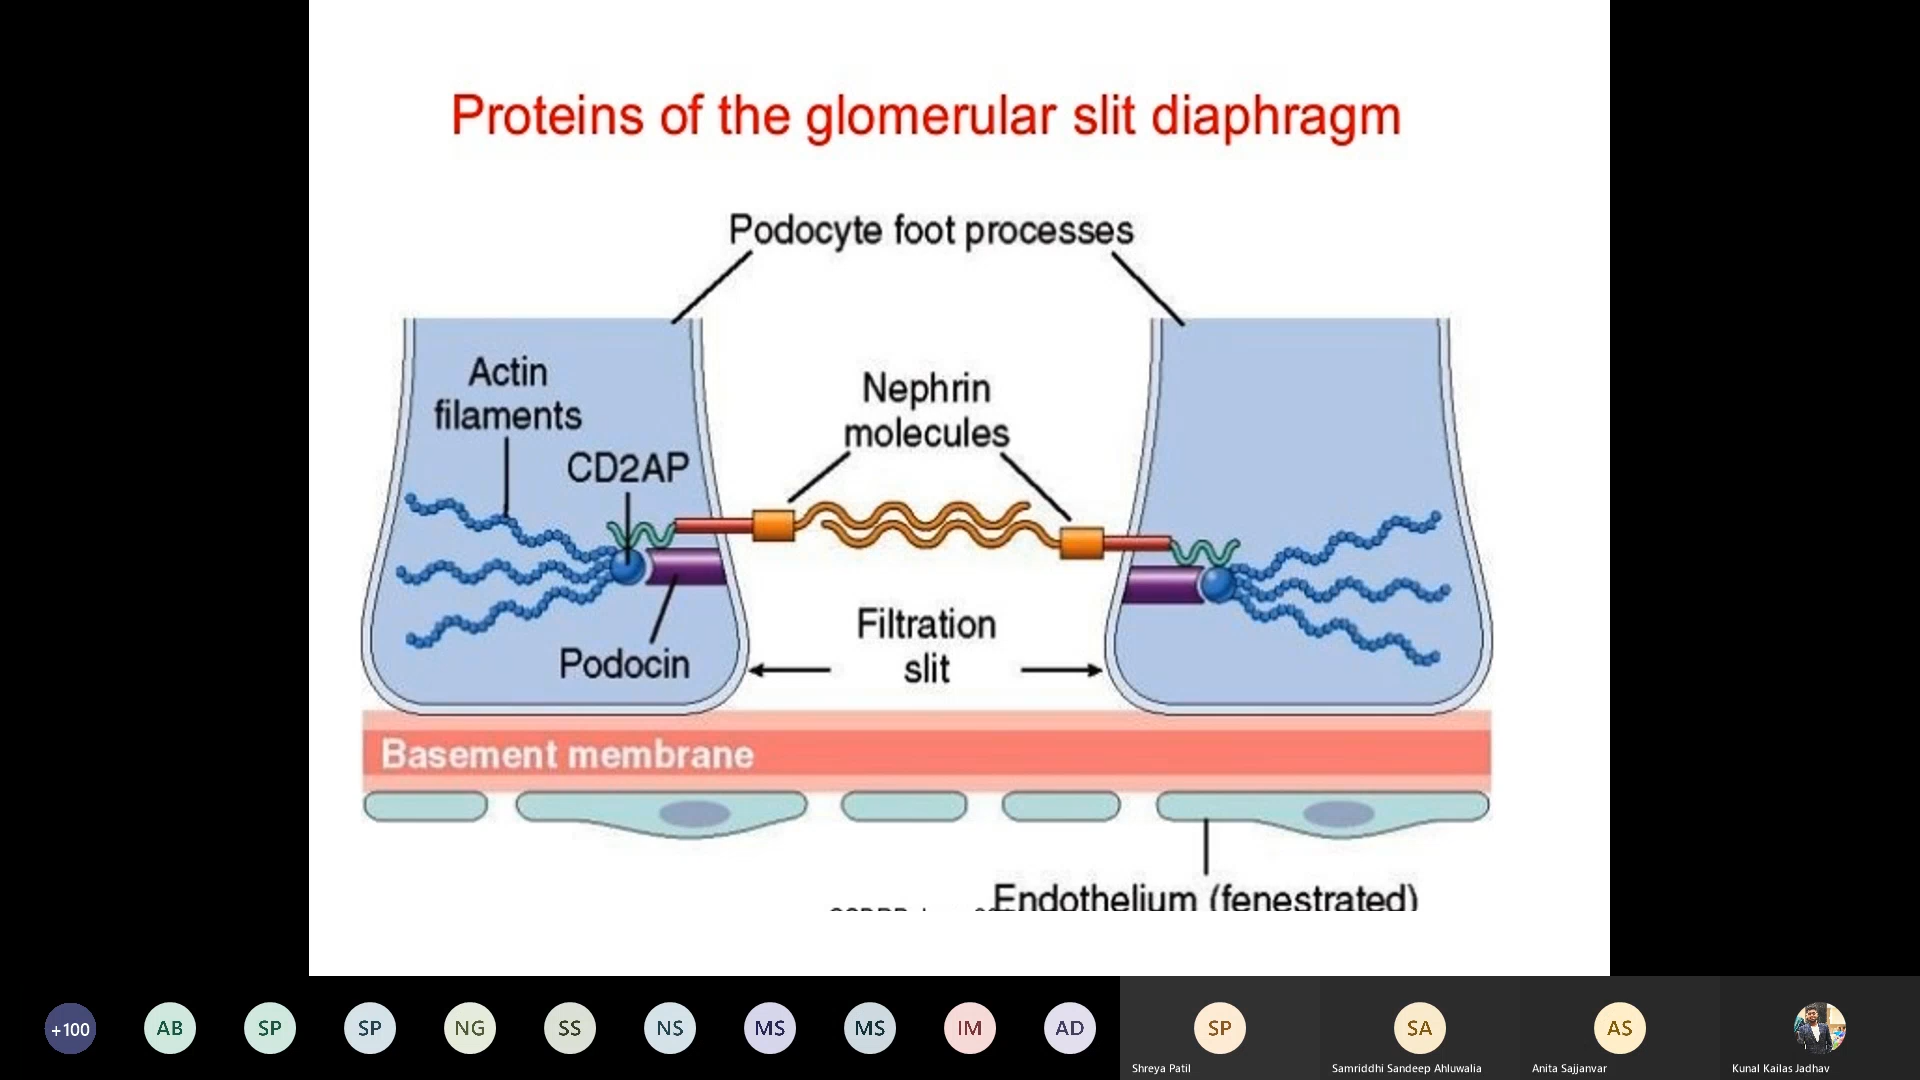 Proteins of the glomerular slit diaphragm
Podocyte foot processes
Actin
filaments
CD2AP
Nephrin
molecules
Podocin
Filtration
slit
Basement membrane
Endothelium (fenestrated)
+100
AB
SP
SP
NG
SS
NS
MS
MS
IM
AD
SP
SA
AS
Shreya Patil
Samriddhi Sandeep Ahluwalia
Anita Sajjanvar
Kunal Kailas Jadhav